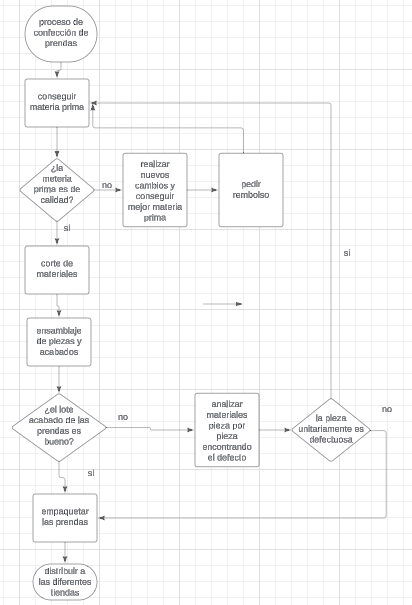 proceso de
confección de
prendas
conseguir
materia prima
¿la
meteria
prima es de
calidad?
no
realizar
nuevos
cambios y
conseguir
mejor materia
prima
pedir
rembolso
si
corte de
materiales
si
ensamblaje
de piezas y
acabados
¿el lote
acabado de las
prendas es
bueno?
no
analizar
materiales
pieza por
pieza
encontrando
el defecto
la pieza
unitariamente es
defectuosa
no
si
empaquetar
las prendas
distribuir a
las diferentes
tiendas